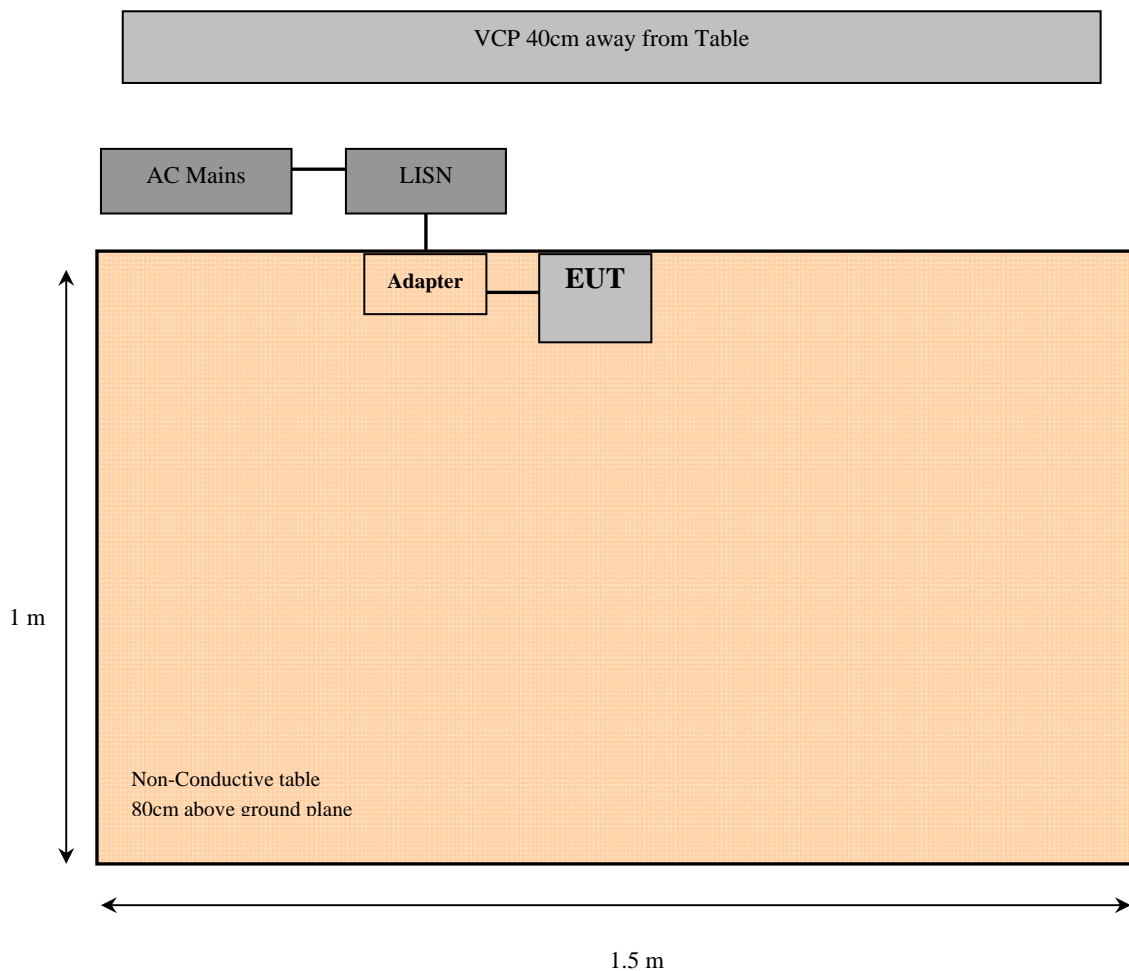 VCP 40cm away from Table
AC Mains
LISN
Adapter
EUT
1 m
Non-Conductive table
80cm above ground plane
1.5 m